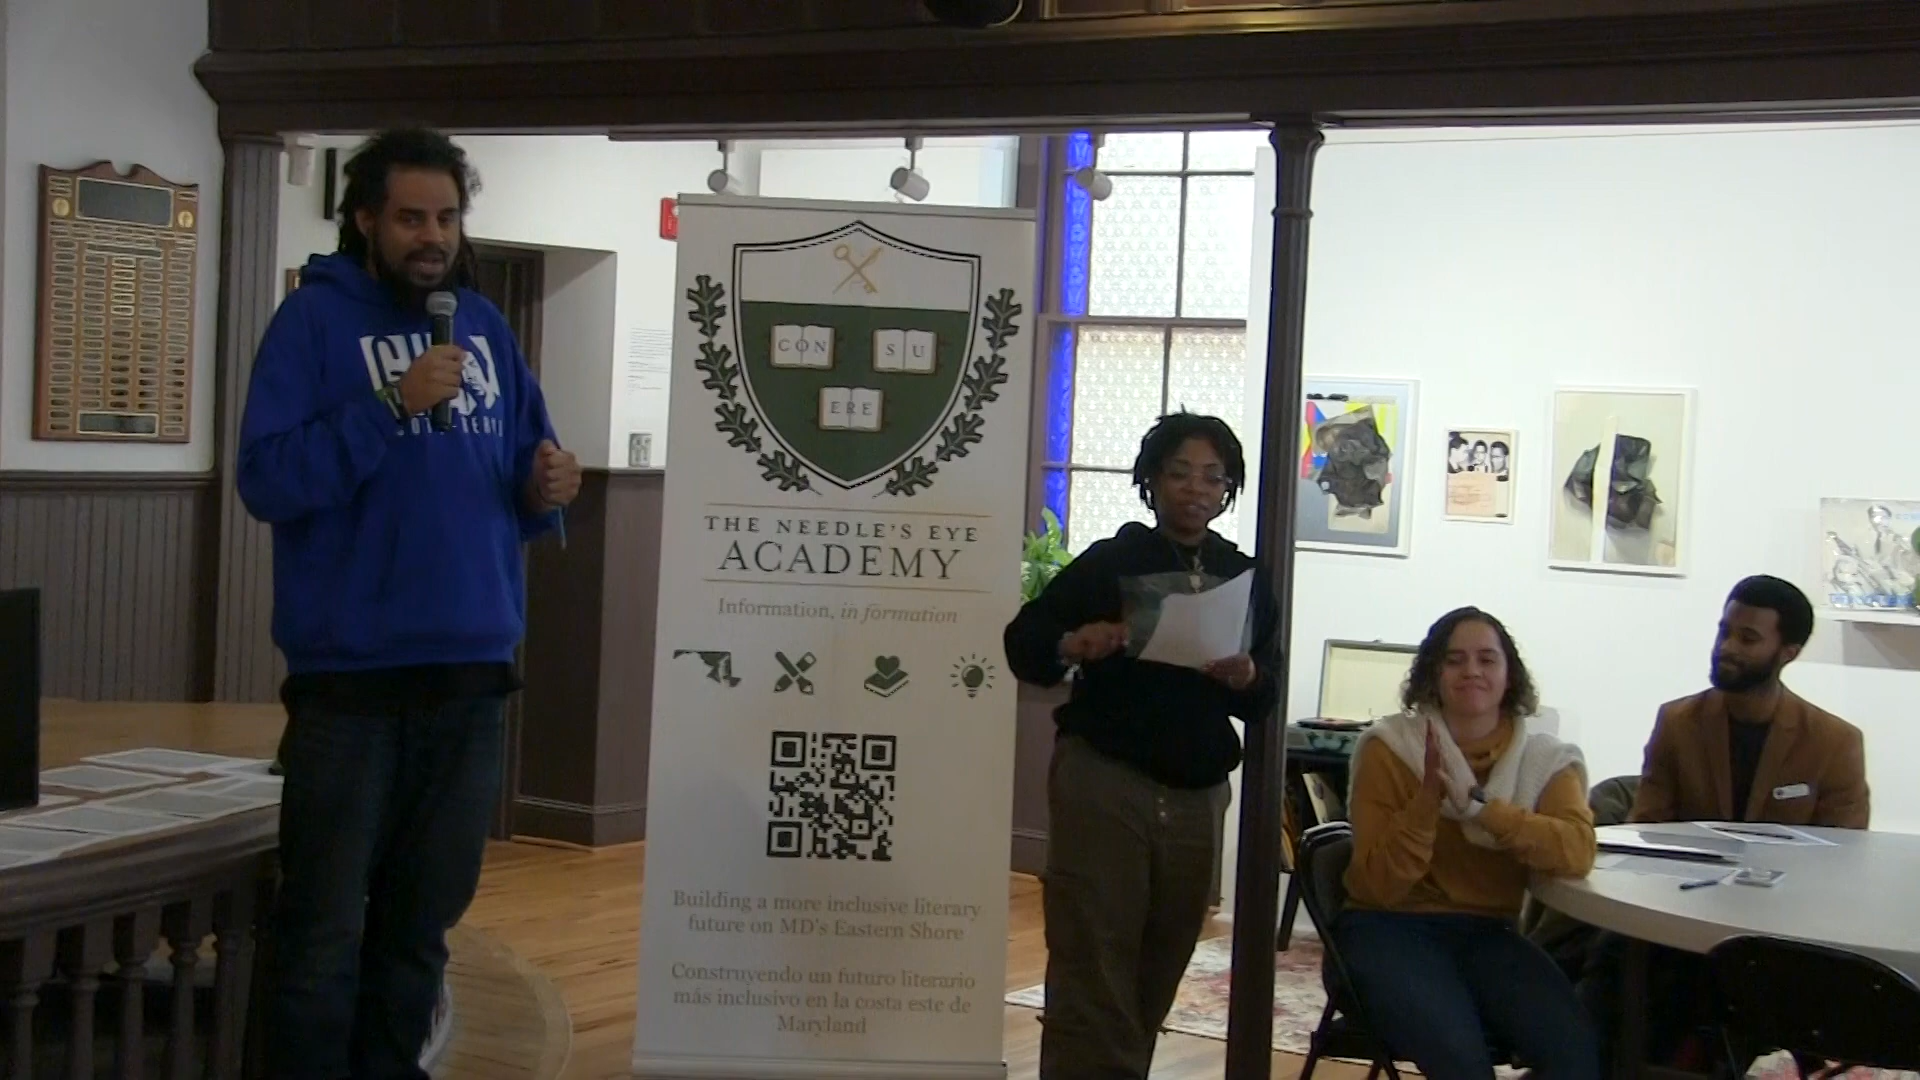 CON
SU
ERE
THE NEEDLE'S EYE
ACADEMY
Information, in formation
Building a more inclusive literary
future on MD's Eastern Shore
Construyendo un futuro literario
más inclusivo en la costa este de
Maryland